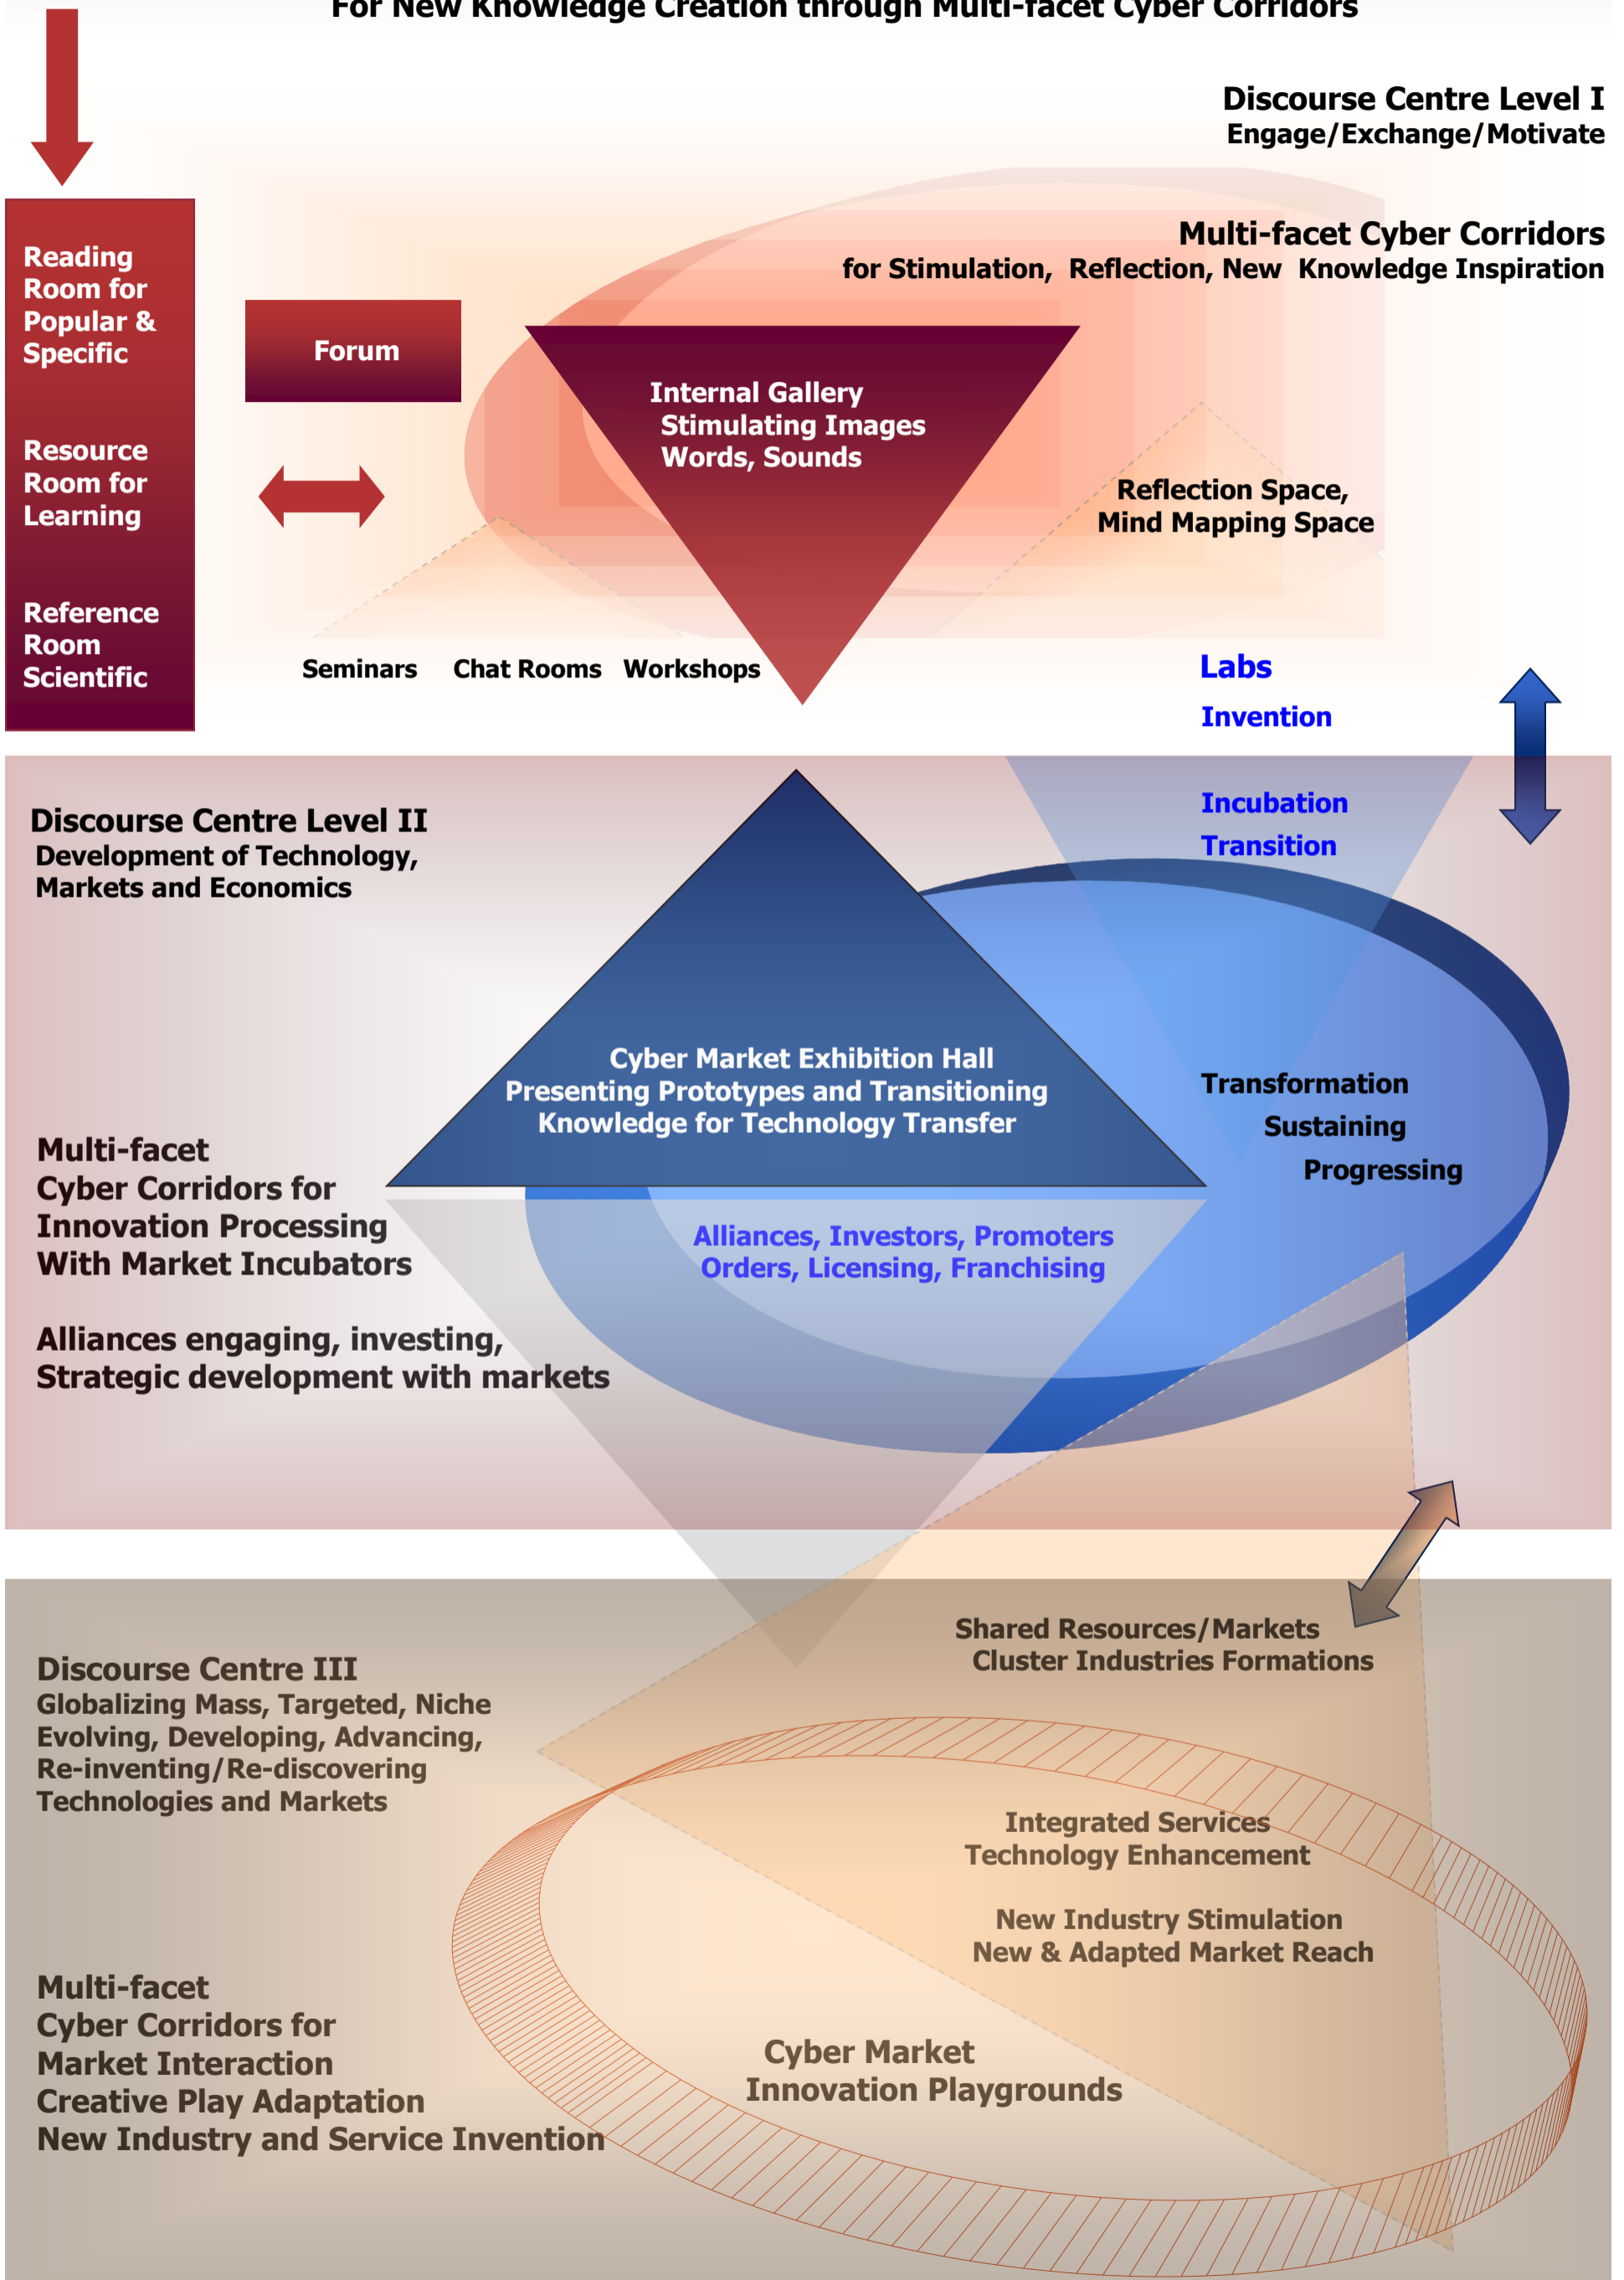 For New Knowledge Creation through Multi-facet Cyber Corridors
Discourse Centre Level I
Engage/Exchange/Motivate
Multi-facet Cyber Corridors
for Stimulation, Reflection, New Knowledge Inspiration
Reading
Room for
Popular &
Specific
Resource
Room for
Learning
Reference
Room
Scientific
Forum
Internal Gallery
Stimulating Images
Words, Sounds
Reflection Space,
Mind Mapping Space
Seminars Chat Rooms Workshops
Labs
Invention
Incubation
Transition
Discourse Centre Level II
Development of Technology,
Markets and Economics
Cyber Market Exhibition Hall
Presenting Prototypes and Transitioning
Knowledge for Technology Transfer
Transformation
Sustaining
Progressing
Multi-facet
Cyber Corridors for
Innovation Processing
With Market Incubators
Alliances engaging, investing,
Strategic development with markets
Alliances, Investors, Promoters
Orders, Licensing, Franchising
Shared Resources/Markets
Cluster Industries Formations
Discourse Centre III
Globalizing Mass, Targeted, Niche
Evolving, Developing, Advancing,
Re-inventing/Re-discovering
Technologies and Markets
Integrated Services
Technology Enhancement
New Industry Stimulation
New & Adapted Market Reach
Multi-facet
Cyber Corridors for
Market Interaction
Creative Play Adaptation
New Industry and Service Invention
Cyber Market
Innovation Playgrounds